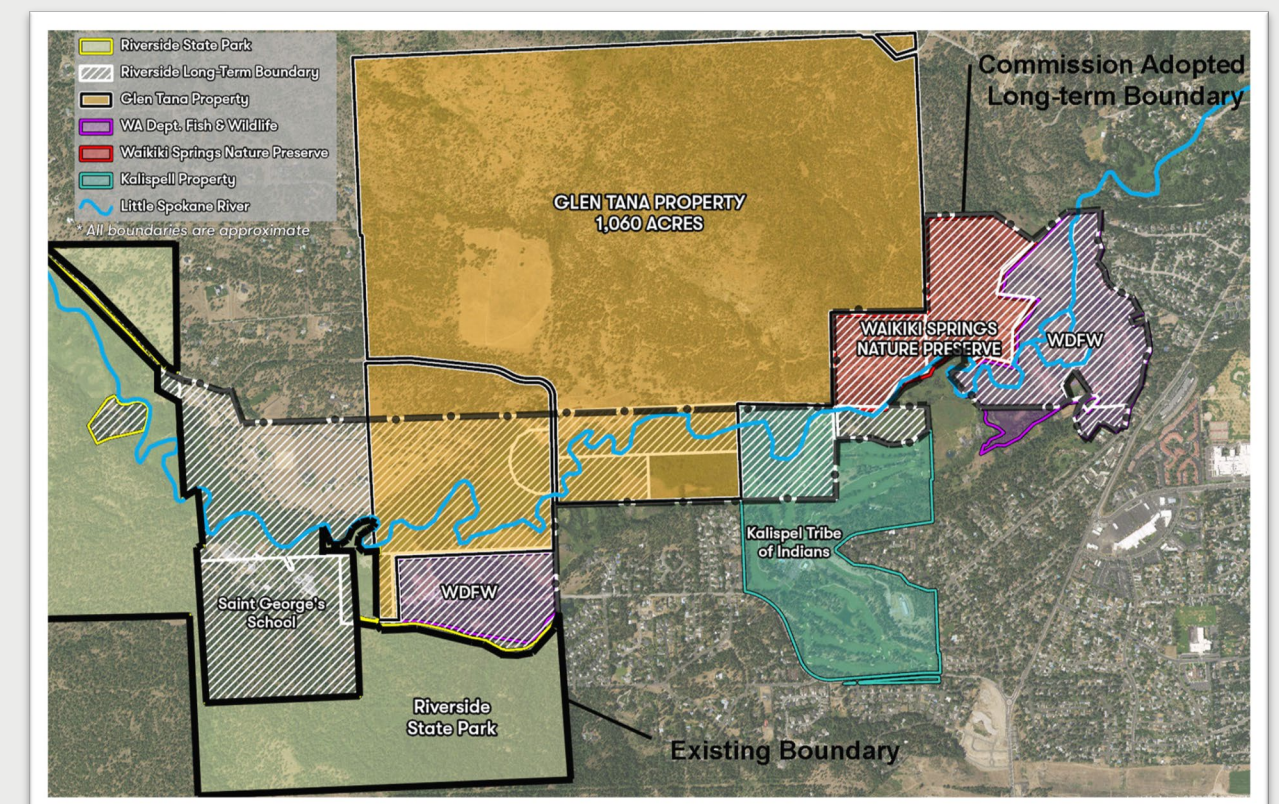 Riverside State Park
Riverside Long-Term Boundary
Glen Tana Property
WA Dept. Fish & Wildlife
Waikiki Springs Nature Preserve
Kalispell Property
Little Spokane River
* All boundaries are approximate
Commission Adopted
Long-term Boundary
GLEN TANA PROPERTY
1,060 ACRES
WAIKIKI SPRINGS
NATURE PRESERVE
WDFW
Kalispel Tribe
of Indians
WDFW
Saint George's
School
Riverside
State Park
Existing Boundary